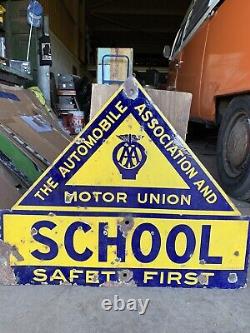 THE AUTOMOBILE ASSOCIATION AND
AA
MOTOR UNION
SCHOOL
SAFETY FIRST